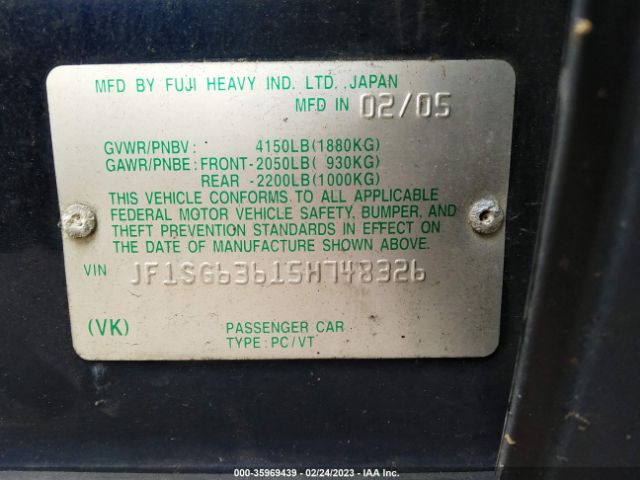 MFD BY FUJI HEAVY IND. LTD. JAPAN
MFD IN 02/05
GVWR/PNBV: 4150LB(1880KG)
GAWR/PNBE: FRONT-2050LB( 930KG)
REAR -2200LB(1000KG)
THIS VEHICLE CONFORMS TO ALL APPLICABLE
FEDERAL MOTOR VEHICLE SAFETY, BUMPER, AND
THEFT PREVENTION STANDARDS IN EFFECT ON
THE DATE OF MANUFACTURE SHOWN ABOVE.
VIN JF1SG63615H748326
(VK) PASSENGER CAR
TYPE: PC/VT
000-35969439 - 02/24/2023 - IAA Inc.